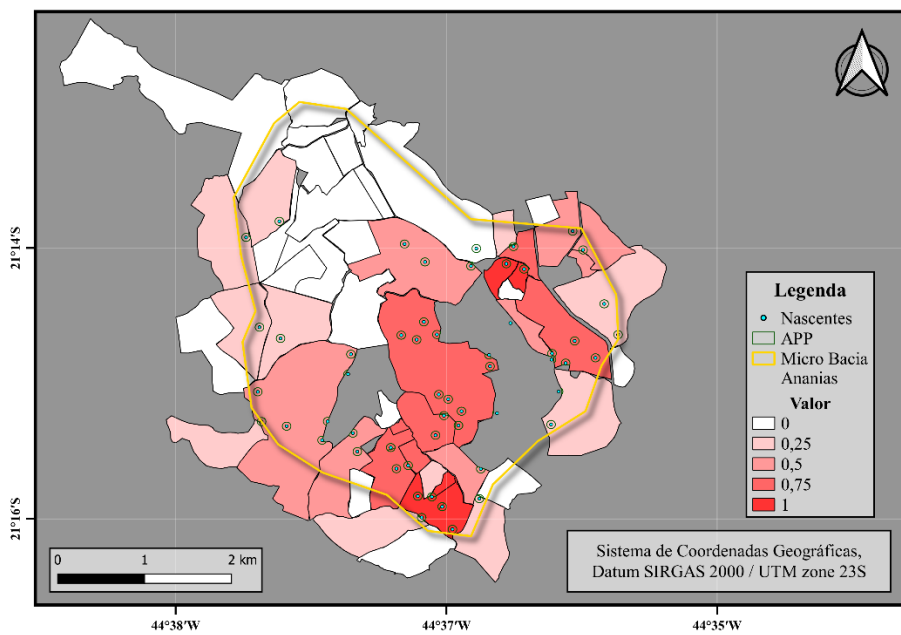 21°14'S
21°16'S
44°38'W
44°37'W
44°35'W
0
1
2 km
Legenda
Nascentes
APP
Micro Bacia
Ananias
Valor
0
0,25
0,5
0,75
1
Sistema de Coordenadas Geográficas,
Datum SIRGAS 2000 / UTM zone 23S